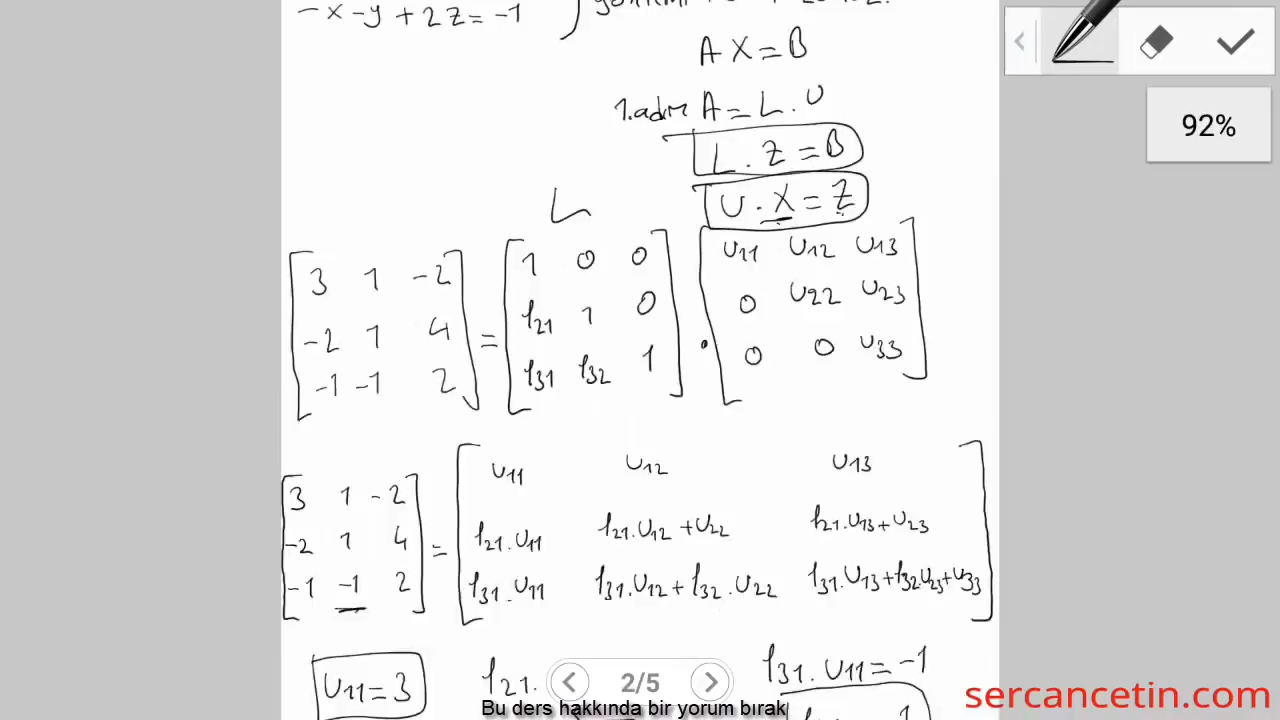 -x-y+2z=-1
AX=B
1.adım A=L.U
L.Z=B
U.X=Z
L
[3 1 -2] = [1 0 0] . [u11 u12 u13]
[-2 1 4] [l21 1 0] [0 u22 u23]
[-1 -1 2] [l31 l32 1] [0 0 u33]
[3 1 -2] = [u11 u12 u13]
[-2 1 4] [l21.u11 l21.u12+u22 l21.u13+u23]
[-1 -1 2] [l31.u11 l31.u12+l32.u22 l31.u13+l32u23+u33]
u11=3 l21. l31.u11=-1
92%
2/5
Bu ders hakkında bir yorum bırak
sercancetin.com